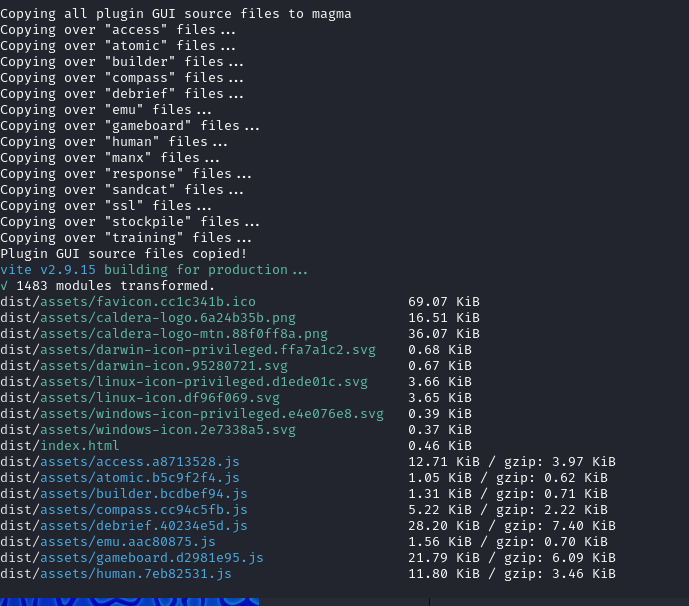 Copying all plugin GUI source files to magma
Copying over "access" files...
Copying over "atomic" files...
Copying over "builder" files...
Copying over "compass" files...
Copying over "debrief" files...
Copying over "emu" files...
Copying over "gameboard" files...
Copying over "human" files...
Copying over "manx" files...
Copying over "response" files...
Copying over "sandcat" files...
Copying over "ssl" files...
Copying over "stockpile" files...
Copying over "training" files...
Plugin GUI source files copied!
vite v2.9.15 building for production...
√ 1483 modules transformed.
dist/assets/favicon.cc1c341b.ico 69.07 KiB
dist/assets/caldera-logo.6a24b35b.png 16.51 KiB
dist/assets/caldera-logo-mtn.88f0ff8a.png 36.07 KiB
dist/assets/darwin-icon-privileged.ffa7a1c2.svg 0.68 KiB
dist/assets/darwin-icon.95280721.svg 0.67 KiB
dist/assets/linux-icon-privileged.d1ede01c.svg 3.66 KiB
dist/assets/linux-icon.df96f069.svg 3.65 KiB
dist/assets/windows-icon-privileged.e4e076e8.svg 0.39 KiB
dist/assets/windows-icon.2e7338a5.svg 0.37 KiB
dist/index.html 0.46 KiB
dist/assets/access.a8713528.js 12.71 KiB / gzip: 3.97 KiB
dist/assets/atomic.b5c9f2f4.js 1.05 KiB / gzip: 0.62 KiB
dist/assets/builder.bcdbef94.js 1.31 KiB / gzip: 0.71 KiB
dist/assets/compass.cc94c5fb.js 5.22 KiB / gzip: 2.22 KiB
dist/assets/debrief.40234e5d.js 28.20 KiB / gzip: 7.40 KiB
dist/assets/emu.aac80875.js 1.56 KiB / gzip: 0.70 KiB
dist/assets/gameboard.d2981e95.js 21.79 KiB / gzip: 6.09 KiB
dist/assets/human.7eb82531.js 11.80 KiB / gzip: 3.46 KiB